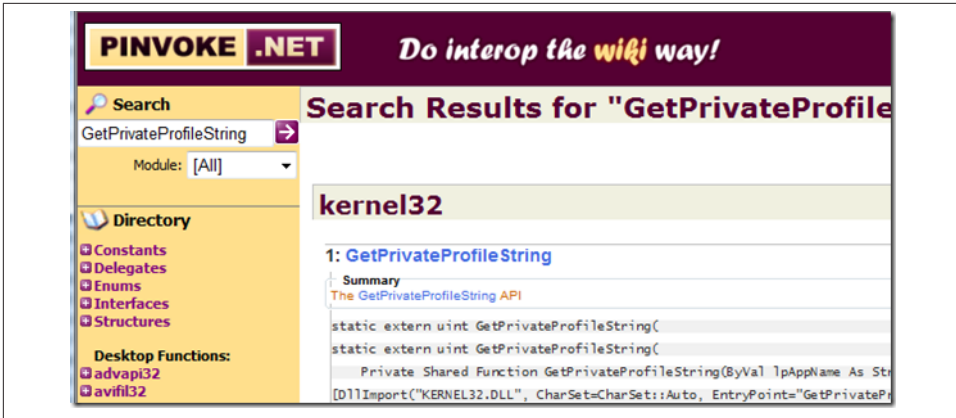 PINVOKE .NET
Do interop the wiki way!
Search
GetPrivateProfileString
Module: [All]
Directory
Constants
Delegates
Enums
Interfaces
Structures
Desktop Functions:
advapi32
avifil32
Search Results for "GetPrivateProfile
kernel32
1: GetPrivateProfileString
Summary
The GetPrivateProfileString API
static extern uint GetPrivateProfileString(
static extern uint GetPrivateProfileString(
Private Shared Function GetPrivateProfileString(ByVal lpAppName As Str
[DllImport("KERNEL32.DLL", CharSet=CharSet::Auto, EntryPoint="GetPrivatePr